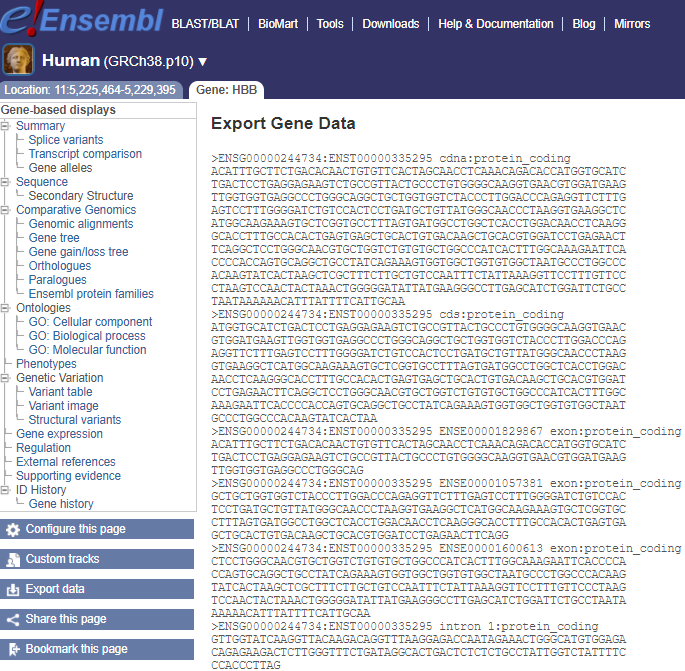 e!Ensembl
BLAST/BLAT | BioMart | Tools | Downloads | Help & Documentation | Blog | Mirrors
Human (GRCh38.p10) ▼
Location: 11:5,225,464-5,229,395
Gene: HBB
Gene-based displays
Summary
Splice variants
Transcript comparison
Gene alleles
Sequence
Secondary Structure
Comparative Genomics
Genomic alignments
Gene tree
Gene gain/loss tree
Orthologues
Paralogues
Ensembl protein families
Ontologies
GO: Cellular component
GO: Biological process
GO: Molecular function
Phenotypes
Genetic Variation
Variant table
Variant image
Structural variants
Gene expression
Regulation
External references
Supporting evidence
ID History
Gene history
Configure this page
Custom tracks
Export data
Share this page
Bookmark this page
Export Gene Data
>ENSG00000244734:ENST00000335295 cdna:protein_coding
ACATTTGCTTCTGACACAACTGTGTTCACTAGCAACCTCAAACAGACACCATGGTGCATC
TGACTCCTGAGGAGAAGTCTGCCGTTACTGCCCTGTGGGGCAAGGTGAACGTGGATGAAG
TTGGTGGTGAGGCCCTGGGCAGGCTGCTGGTGGTCTACCCTTGGACCCAGAGGTTCTTTG
AGTCCTTTGGGGATCTGTCCACTCCTGATGCTGTTATGGGCAACCCTAAGGTGAAGGCTC
ATGGCAAGAAAGTGCTCGGTGCCTTTAGTGATGGCCTGGCTCACCTGGACAACCTCAAGG
GCACCTTTGCCACACTGAGTGAGCTGCACTGTGACAAGCTGCACGTGGATCCTGAGAACT
TCAGGCTCCTGGGCAACGTGCTGGTCTGTGTGCTGGCCCATCACTTTGGCAAAGAATTCA
CCCCACCAGTGCAGGCTGCCTATCAGAAAGTGGTGGCTGGTGTGGCTAATGCCCTGGCCC
ACAAGTATCACTAAGCTCGCTTTCTTGCTGTCCAATTTCTATTAAAGGTTCCTTTGTTCC
CTAAGTCCAACTACTAAACTGGGGGATATTATGAAGGGCCTTGAGCATCTGGATTCTGCC
TAATAAAAAACATTTATTTTCATTGCAA
>ENSG00000244734:ENST00000335295 cds:protein_coding
ATGGTGCATCTGACTCCTGAGGAGAAGTCTGCCGTTACTGCCCTGTGGGGCAAGGTGAAC
GTGGATGAAGTTGGTGGTGAGGCCCTGGGCAGGCTGCTGGTGGTCTACCCTTGGACCCAG
AGGTTCTTTGAGTCCTTTGGGGATCTGTCCACTCCTGATGCTGTTATGGGCAACCCTAAG
GTGAAGGCTCATGGCAAGAAAGTGCTCGGTGCCTTTAGTGATGGCCTGGCTCACCTGGAC
AACCTCAAGGGCACCTTTGCCACACTGAGTGAGCTGCACTGTGACAAGCTGCACGTGGAT
CCTGAGAACTTCAGGCTCCTGGGCAACGTGCTGGTCTGTGTGCTGGCCCATCACTTTGGC
AAAGAATTCACCCCACCAGTGCAGGCTGCCTATCAGAAAGTGGTGGCTGGTGTGGCTAAT
GCCCTGGCCCACAAGTATCACTAA
>ENSG00000244734:ENST00000335295 ENSE00001829867 exon:protein_coding
ACATTTGCTTCTGACACAACTGTGTTCACTAGCAACCTCAAACAGACACCATGGTGCATC
TGACTCCTGAGGAGAAGTCTGCCGTTACTGCCCTGTGGGGCAAGGTGAACGTGGATGAAG
TTGGTGGTGAGGCCCTGGGCAG
>ENSG00000244734:ENST00000335295 ENSE00001057381 exon:protein_coding
GCTGCTGGTGGTCTACCCTTGGACCCAGAGGTTCTTTGAGTCCTTTGGGGATCTGTCCAC
TCCTGATGCTGTTATGGGCAACCCTAAGGTGAAGGCTCATGGCAAGAAAGTGCTCGGTGC
CTTTAGTGATGGCCTGGCTCACCTGGACAACCTCAAGGGCACCTTTGCCACACTGAGTGA
GCTGCACTGTGACAAGCTGCACGTGGATCCTGAGAACTTCAGG
>ENSG00000244734:ENST00000335295 ENSE00001600613 exon:protein_coding
CTCCTGGGCAACGTGCTGGTCTGTGTGCTGGCCCATCACTTTGGCAAAGAATTCACCCCA
CCAGTGCAGGCTGCCTATCAGAAAGTGGTGGCTGGTGTGGCTAATGCCCTGGCCCACAAG
TATCACTAAGCTCGCTTTCTTGCTGTCCAATTTCTATTAAAGGTTCCTTTGTTCCCTAAG
TCCAACTACTAAACTGGGGGATATTATGAAGGGCCTTGAGCATCTGGATTCTGCCTAATA
AAAAACATTTATTTTCATTGCAA
>ENSG00000244734:ENST00000335295 intron 1:protein_coding
GTTGGTATCAAGGTTACAAGACAGGTTTAAGGAGACCAATAGAAACTGGGCATGTGGAGA
CAGAGAAGACTCTTGGGTTTCTGATAGGCACTGACTCTCTCTGCCTATTGGTCTATTTTC
CCACCCTTAG